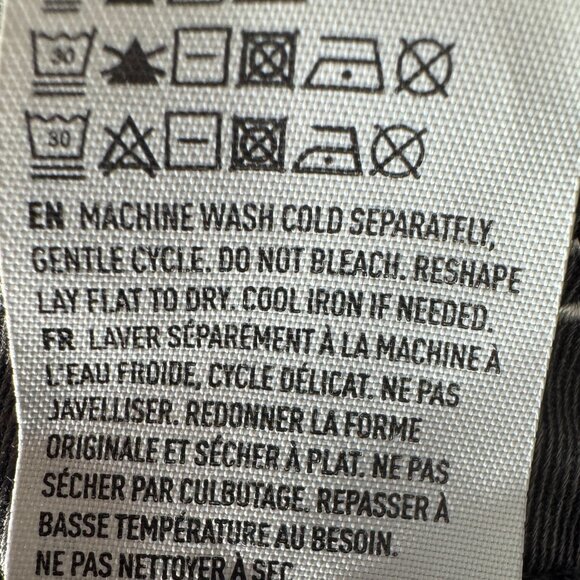 30
30
EN MACHINE WASH COLD SEPARATELY,
GENTLE CYCLE. DO NOT BLEACH. RESHAPE
LAY FLAT TO DRY. COOL IRON IF NEEDED.
FR LAVER SÉPARÉMENT À LA MACHINE À
L'EAU FROIDE, CYCLE DÉLICAT. NE PAS
JAVELLISER. REDONNER LA FORME
ORIGINALE ET SÉCHER À PLAT. NE PAS
SÉCHER PAR CULBUTAGE. REPASSER À
BASSE TEMPÉRATURE AU BESOIN.
NE PAS NETTOYER À SEC